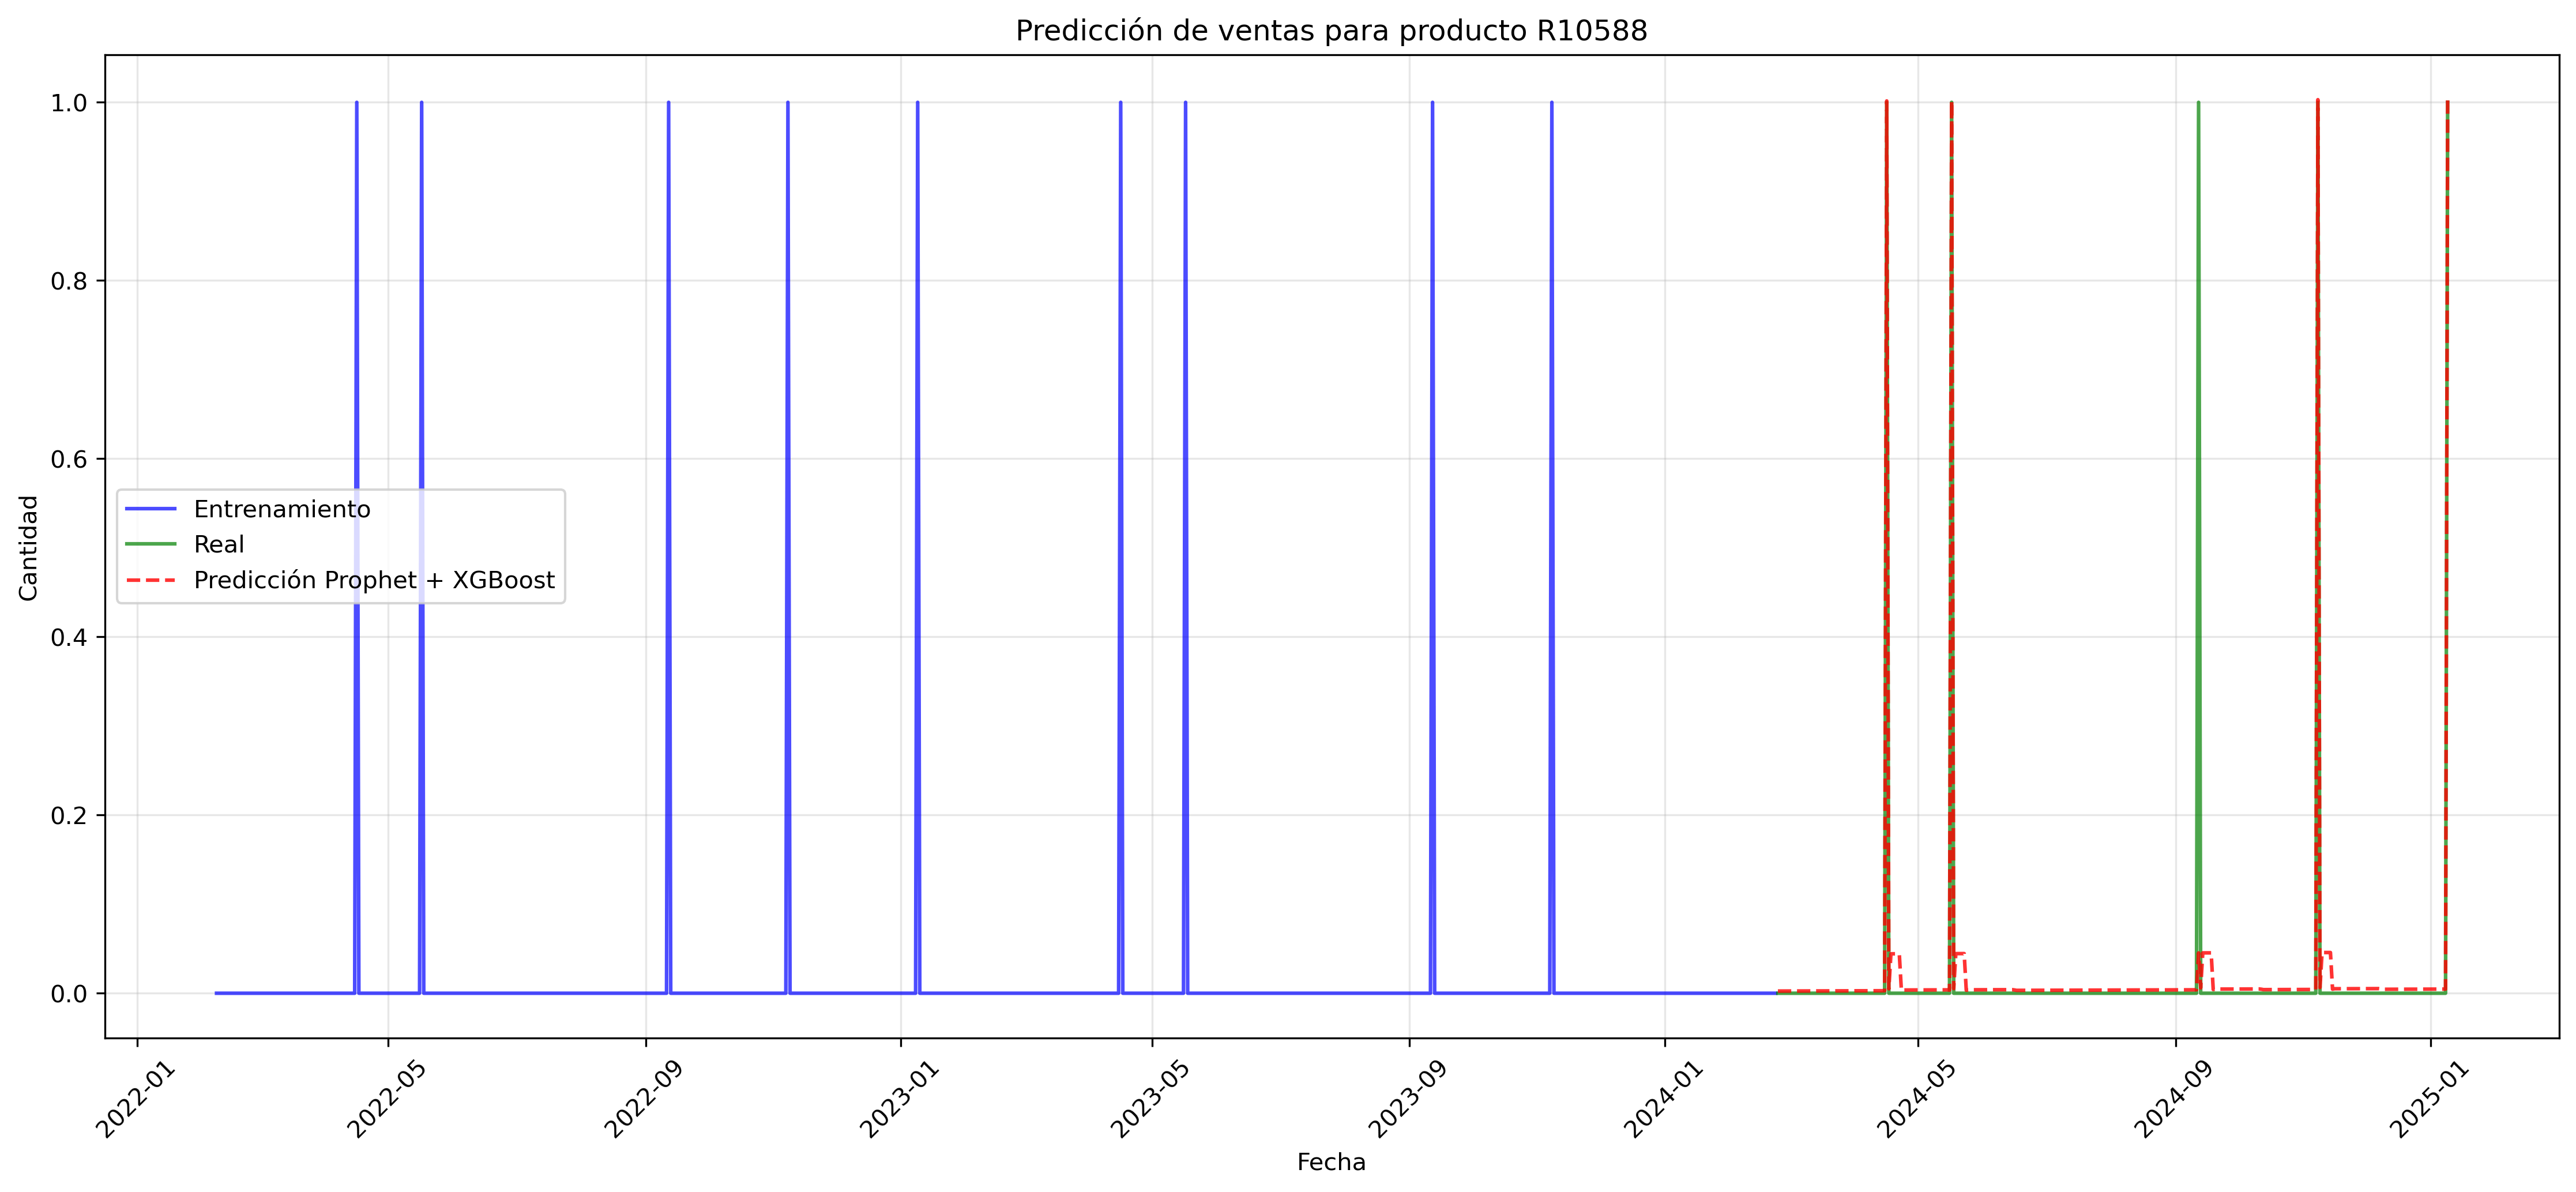 Predicción de ventas para producto R10588
1.0
0.8
0.6
0.4
0.2
0.0
Cantidad
Entrenamiento
Real
Predicción Prophet + XGBoost
2022-01
2022-05
2022-09
2023-01
2023-05
2023-09
2024-01
2024-05
2024-09
2025-01
Fecha